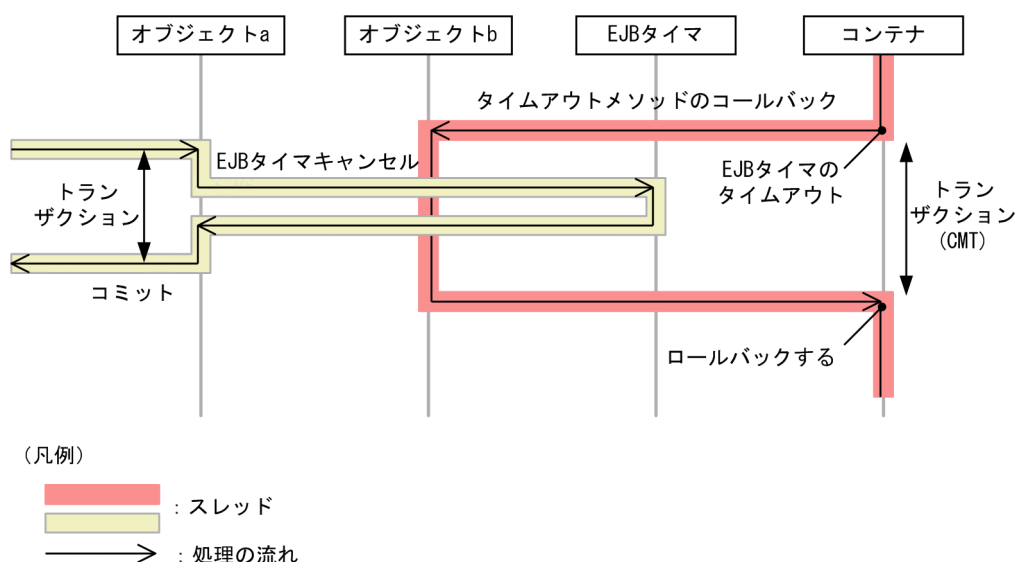 オブジェクトa
オブジェクトb
EJBタイマ
コンテナ
タイムアウトメソッドのコールバック
EJBタイマキャンセル
EJBタイマの
タイムアウト
トラン
ザクション
トラン
ザクション
(CMT)
コミット
ロールバックする
(凡例)
：スレッド
：処理の流れ